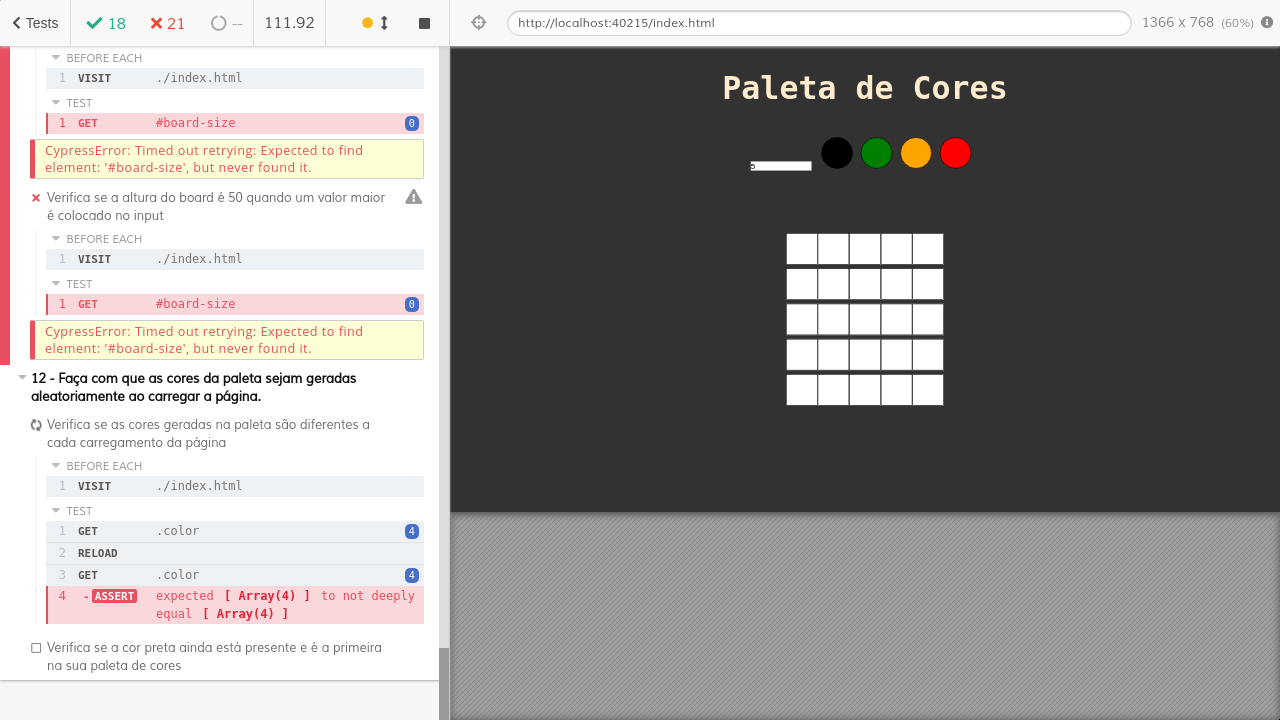 Tests
18
21
--
111.92
http://localhost:40215/index.html
1366 x 768 (60%)
BEFORE EACH
1 VISIT ./index.html
TEST
1 GET #board-size 0
CypressError: Timed out retrying: Expected to find
element: '#board-size', but never found it.
Verifica se a altura do board é 50 quando um valor maior
é colocado no input
BEFORE EACH
1 VISIT ./index.html
TEST
1 GET #board-size 0
CypressError: Timed out retrying: Expected to find
element: '#board-size', but never found it.
12 - Faça com que as cores da paleta sejam geradas
aleatoriamente ao carregar a página.
Verifica se as cores geradas na paleta são diferentes a
cada carregamento da página
BEFORE EACH
1 VISIT ./index.html
TEST
1 GET .color 4
2 RELOAD
3 GET .color 4
4 -ASSERT expected [ Array(4) ] to not deeply
equal [ Array(4) ]
Verifica se a cor preta ainda está presente e é a primeira
na sua paleta de cores
Paleta de Cores